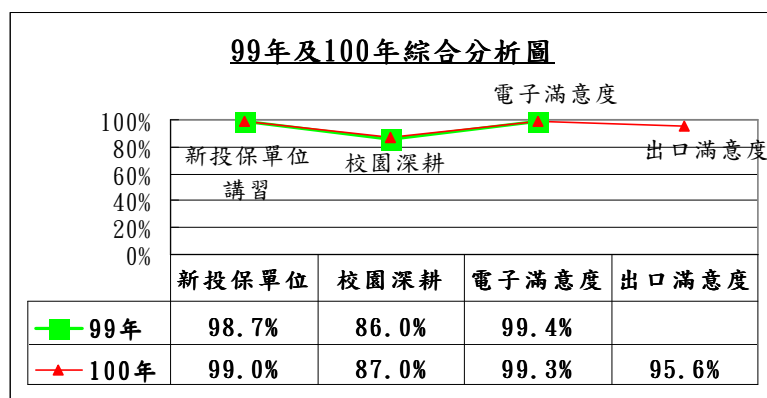 99年及100年綜合分析圖
電子滿意度
100%
80%
60%
40%
20%
0%
新投保單位
講習
校園深耕
出口滿意度
新投保單位 校園深耕 電子滿意度 出口滿意度
99年 98.7% 86.0% 99.4%
100年 99.0% 87.0% 99.3% 95.6%